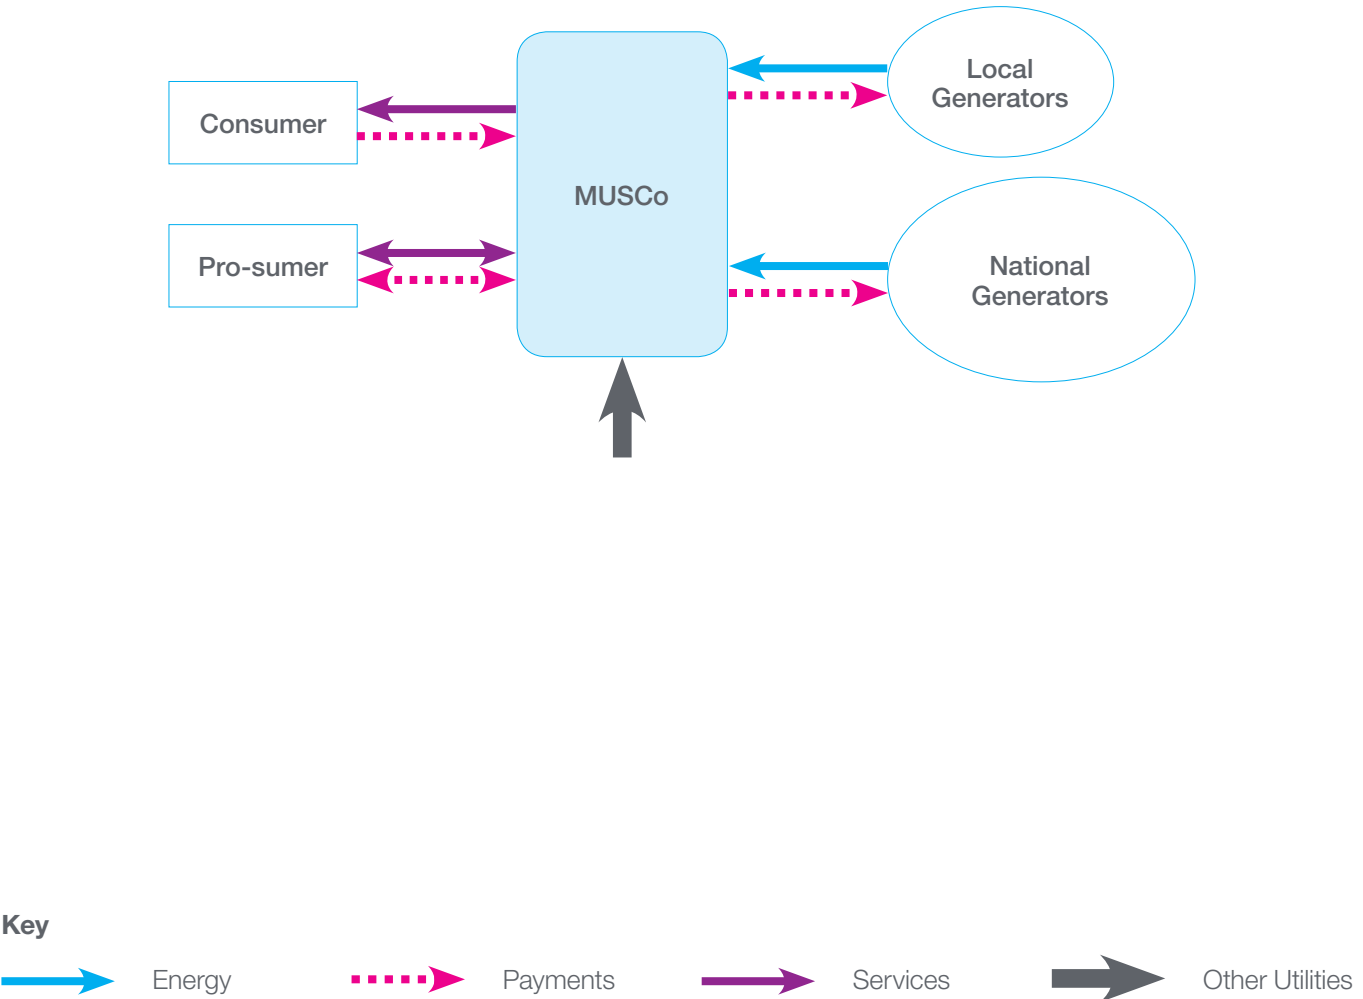 Consumer
Pro-sumer
MUSCo
Local
Generators
National
Generators
Key
Energy
Payments
Services
Other Utilities